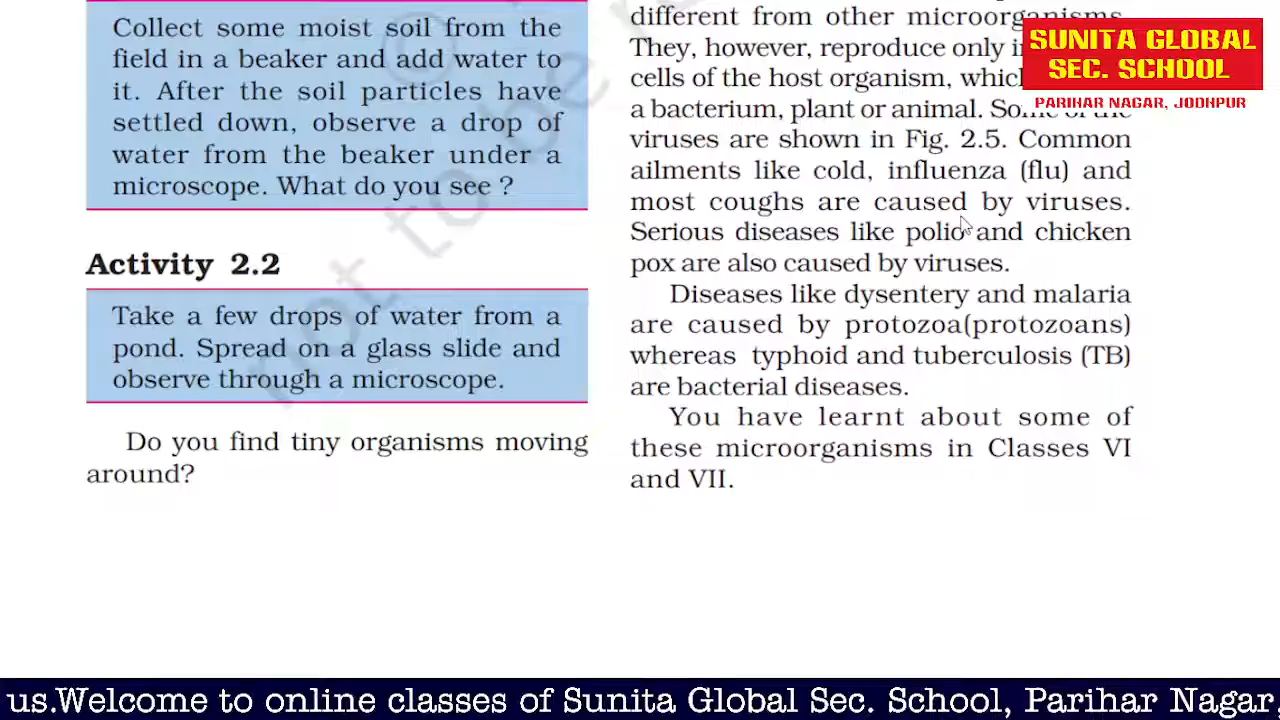 Collect some moist soil from the
field in a beaker and add water to
it. After the soil particles have
settled down, observe a drop of
water from the beaker under a
microscope. What do you see ?
Activity 2.2
Take a few drops of water from a
pond. Spread on a glass slide and
observe through a microscope.
Do you find tiny organisms moving
around?
different from other microorganisms.
They, however, reproduce only
cells of the host organism,
a bacterium, plant or animal. Some of the
viruses are shown in Fig. 2.5. Common
ailments like cold, influenza (flu) and
most coughs are caused by viruses.
Serious diseases like polio and chicken
pox are also caused by viruses.
Diseases like dysentery and malaria
are caused by protozoa(protozoans)
whereas typhoid and tuberculosis (TB)
are bacterial diseases.
You have learnt about some of
these microorganisms in Classes VI
and VII.
SUNITA GLOBAL
SEC. SCHOOL
PARIHAR NAGAR, JODHPUR
us.Welcome to online classes of Sunita Global Sec. School, Parihar Nagar,